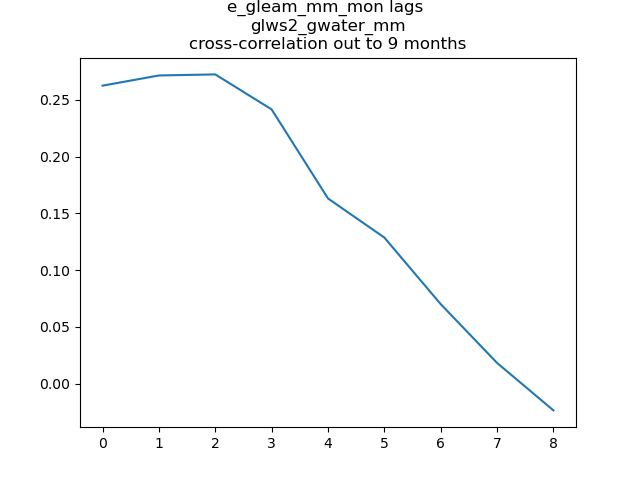 e_gleam_mm_mon lags
glws2_gwater_mm
cross-correlation out to 9 months
0.25
0.20
0.15
0.10
0.05
0.00
0 1 2 3 4 5 6 7 8